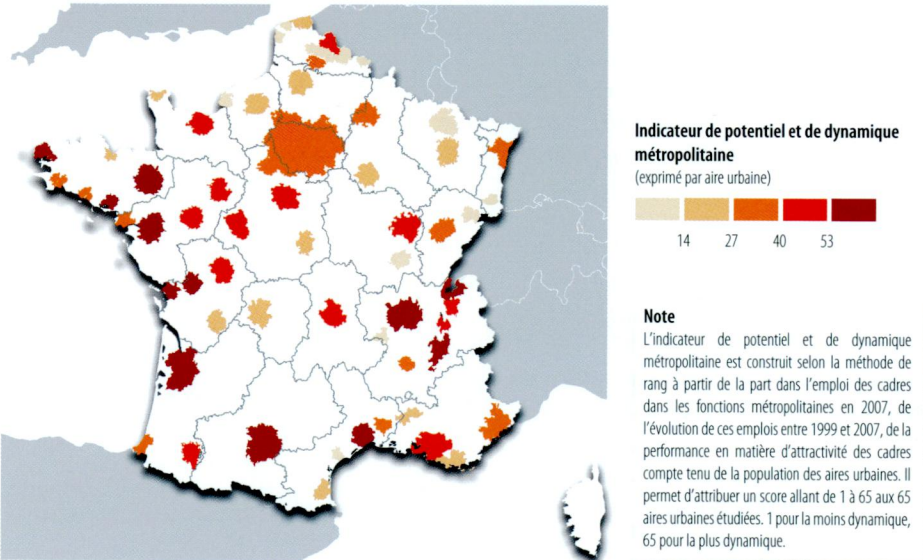 Indicateur de potentiel et de dynamique
métropolitaine
(exprimé par aire urbaine)
14 27 40 53
Note
L'indicateur de potentiel et de dynamique
métropolitaine est construit selon la méthode de
rang à partir de la part dans l'emploi des cadres
dans les fonctions métropolitaines en 2007, de
l'évolution de ces emplois entre 1999 et 2007, de la
performance en matière d'attractivité des cadres
compte tenu de la population des aires urbaines. Il
permet d'attribuer un score allant de 1 à 65 aux 65
aires urbaines étudiées. 1 pour la moins dynamique,
65 pour la plus dynamique.